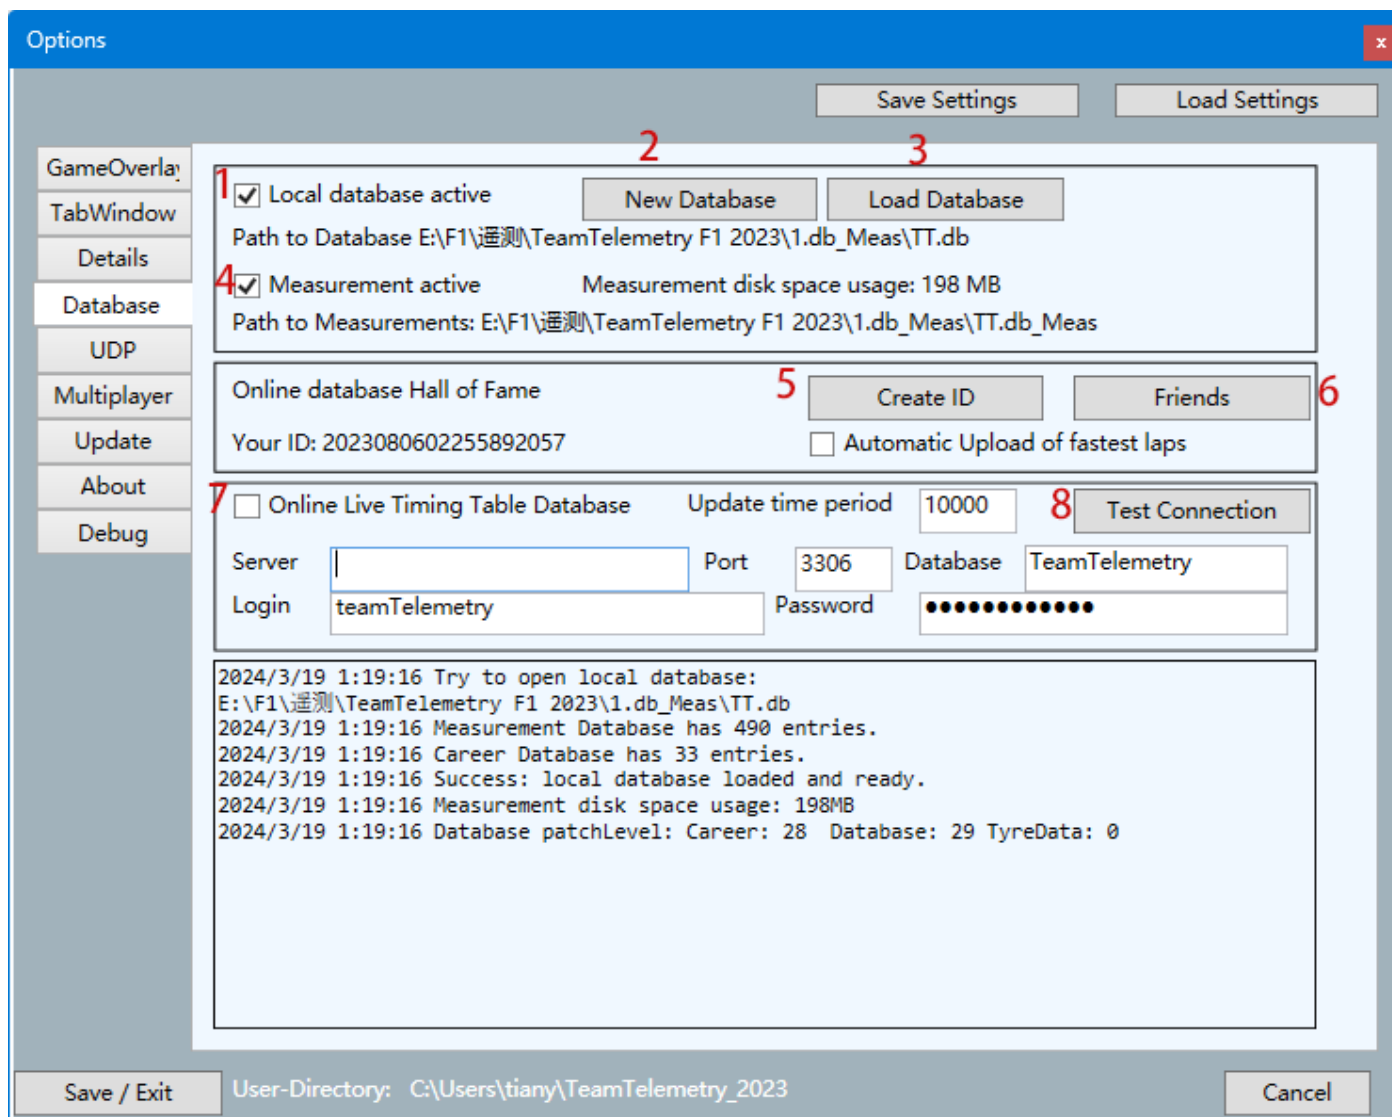 Options
x
Save Settings Load Settings
2 3
GameOverlay
TabWindow
Details
Database
UDP
Multiplayer
Update
About
Debug
1 Local database active New Database Load Database
Path to Database E:\F1\遥测\TeamTelemetry F1 2023\1.db_Meas\TT.db
4 Measurement active Measurement disk space usage: 198 MB
Path to Measurements: E:\F1\遥测\TeamTelemetry F1 2023\1.db_Meas\TT.db_Meas
Online database Hall of Fame 5 Create ID Friends 6
Your ID: 2023080602255892057 Automatic Upload of fastest laps
7 Online Live Timing Table Database Update time period 10000 8 Test Connection
Server Port 3306 Database TeamTelemetry
Login teamTelemetry Password ●●●●●●●●●●●●
2024/3/19 1:19:16 Try to open local database:
E:\F1\遥测\TeamTelemetry F1 2023\1.db_Meas\TT.db
2024/3/19 1:19:16 Measurement Database has 490 entries.
2024/3/19 1:19:16 Career Database has 33 entries.
2024/3/19 1:19:16 Success: local database loaded and ready.
2024/3/19 1:19:16 Measurement disk space usage: 198MB
2024/3/19 1:19:16 Database patchLevel: Career: 28 Database: 29 TyreData: 0
Save / Exit User-Directory: C:\Users\tiany\TeamTelemetry_2023 Cancel